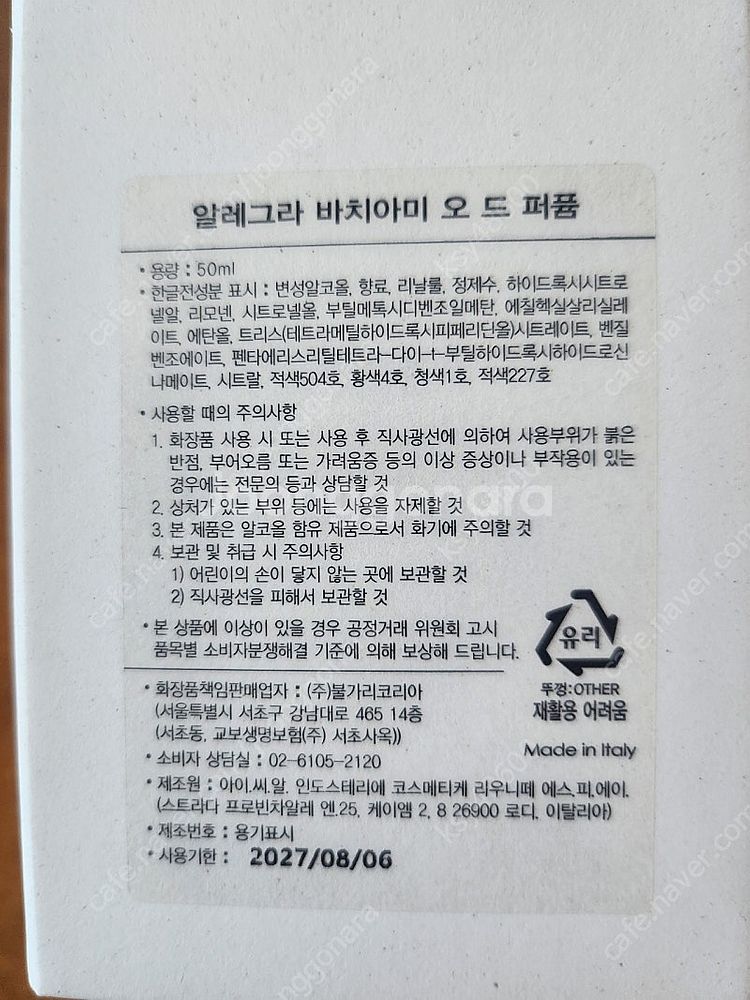 알레그라 바치아미 오 드 퍼퓸
• 용량 : 50ml
• 한글전성분 표시 : 변성알코올, 향료, 리날룰, 정제수, 하이드록시시트로
넬알, 리모넨, 시트로넬올, 부틸메톡시디벤조일메탄, 에칠헥실살리실레
이트, 에탄올, 트리스(테트라메틸하이드록시피페리딘올)시트레이트, 벤질
벤조에이트, 펜타에리스리틸테트라-다이-t-부틸하이드록시하이드로신
나메이트, 시트랄, 적색504호, 황색4호, 청색1호, 적색227호
• 사용할 때의 주의사항
1. 화장품 사용 시 또는 사용 후 직사광선에 의하여 사용부위가 붉은
반점, 부어오름 또는 가려움증 등의 이상 증상이나 부작용이 있는
경우에는 전문의 등과 상담할 것
2. 상처가 있는 부위 등에는 사용을 자제할 것
3. 본 제품은 알코올 함유 제품으로서 화기에 주의할 것
4. 보관 및 취급 시 주의사항
1) 어린이의 손이 닿지 않는 곳에 보관할 것
2) 직사광선을 피해서 보관할 것
• 본 상품에 이상이 있을 경우 공정거래 위원회 고시
품목별 소비자분쟁해결 기준에 의해 보상해 드립니다.
유리
뚜껑:OTHER
재활용 어려움
Made in Italy
• 화장품책임판매업자 : (주)불가리코리아
(서울특별시 서초구 강남대로 465 14층
(서초동, 교보생명보험(주) 서초사옥))
• 소비자 상담실 : 02-6105-2120
• 제조원 : 아이.씨.알. 인도스테리에 코스메티케 리우니페 에스.피.에이.
(스트라다 프로빈차알레 엔.25, 케이엠 2, 8 26900 로디, 이탈리아)
• 제조번호 : 용기표시
• 사용기한 : 2027/08/06